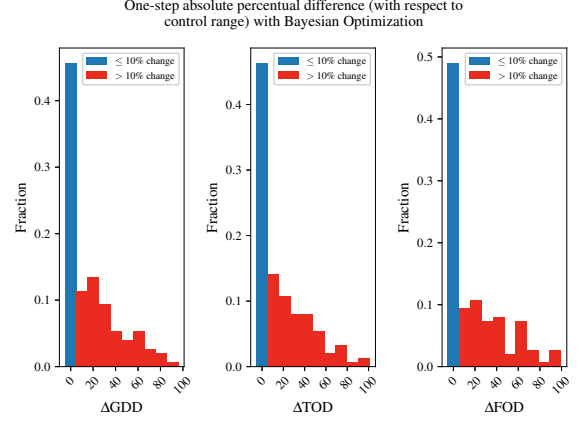 One-step absolute percentual difference (with respect to
control range) with Bayesian Optimization
≤ 10% change
> 10% change
≤ 10% change
> 10% change
≤ 10% change
> 10% change
Fraction
0.4
0.3
0.2
0.1
0.0
0 20 40 60 80 100
ΔGDD
Fraction
0.4
0.3
0.2
0.1
0.0
0 20 40 60 80 100
ΔTOD
Fraction
0.5
0.4
0.3
0.2
0.1
0.0
0 20 40 60 80 100
ΔFOD